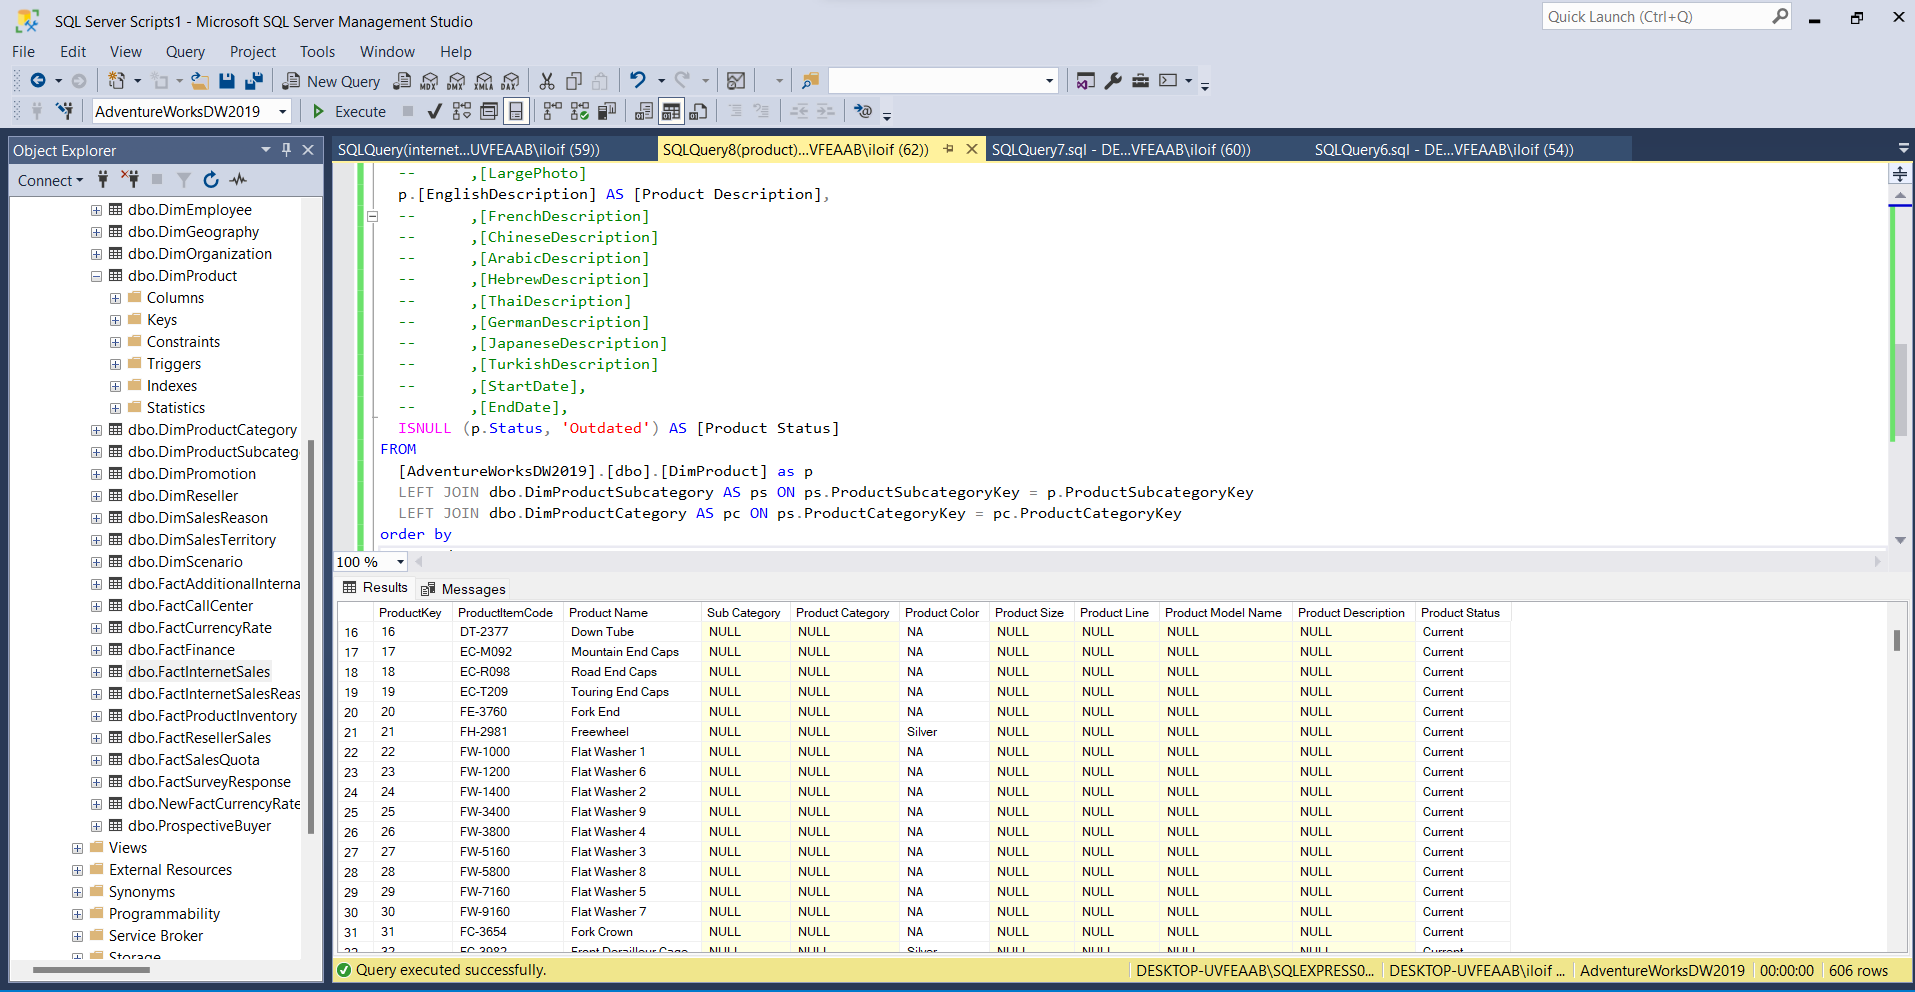 SQL Server Scripts1 - Microsoft SQL Server Management Studio
Quick Launch (Ctrl+Q)
File Edit View Query Project Tools Window Help
New Query MDX DMX XMLA DAX
AdventureWorksDW2019 Execute
Object Explorer
Connect
dbo.DimEmployee
dbo.DimGeography
dbo.DimOrganization
dbo.DimProduct
Columns
Keys
Constraints
Triggers
Indexes
Statistics
dbo.DimProductCategory
dbo.DimProductSubcateg
dbo.DimPromotion
dbo.DimReseller
dbo.DimSalesReason
dbo.DimSalesTerritory
dbo.DimScenario
dbo.FactAdditionalInterna
dbo.FactCallCenter
dbo.FactCurrencyRate
dbo.FactFinance
dbo.FactInternetSales
dbo.FactInternetSalesReas
dbo.FactProductInventory
dbo.FactResellerSales
dbo.FactSalesQuota
dbo.FactSurveyResponse
dbo.NewFactCurrencyRate
dbo.ProspectiveBuyer
Views
External Resources
Synonyms
Programmability
Service Broker
Storage
SQLQuery(internet...UVFEAAB\iloif (59)) SQLQuery8(product)...VFEAAB\iloif (62)) SQLQuery7.sql - DE...VFEAAB\iloif (60)) SQLQuery6.sql - DE...VFEAAB\iloif (54))
-- ,[LargePhoto]
p.[EnglishDescription] AS [Product Description],
-- ,[FrenchDescription]
-- ,[ChineseDescription]
-- ,[ArabicDescription]
-- ,[HebrewDescription]
-- ,[ThaiDescription]
-- ,[GermanDescription]
-- ,[JapaneseDescription]
-- ,[TurkishDescription]
-- ,[StartDate],
-- ,[EndDate],
ISNULL (p.Status, 'Outdated') AS [Product Status]
FROM
[AdventureWorksDW2019].[dbo].[DimProduct] as p
LEFT JOIN dbo.DimProductSubcategory AS ps ON ps.ProductSubcategoryKey = p.ProductSubcategoryKey
LEFT JOIN dbo.DimProductCategory AS pc ON ps.ProductCategoryKey = pc.ProductCategoryKey
order by
100 %
Results Messages
ProductKey ProductItemCode Product Name Sub Category Product Category Product Color Product Size Product Line Product Model Name Product Description Product Status
16 16 DT-2377 Down Tube NULL NULL NA NULL NULL NULL NULL Current
17 17 EC-M092 Mountain End Caps NULL NULL NA NULL NULL NULL NULL Current
18 18 EC-R098 Road End Caps NULL NULL NA NULL NULL NULL NULL Current
19 19 EC-T209 Touring End Caps NULL NULL NA NULL NULL NULL NULL Current
20 20 FE-3760 Fork End NULL NULL NA NULL NULL NULL NULL Current
21 21 FH-2981 Freewheel NULL NULL Silver NULL NULL NULL NULL Current
22 22 FW-1000 Flat Washer 1 NULL NULL NA NULL NULL NULL NULL Current
23 23 FW-1200 Flat Washer 6 NULL NULL NA NULL NULL NULL NULL Current
24 24 FW-1400 Flat Washer 2 NULL NULL NA NULL NULL NULL NULL Current
25 25 FW-3400 Flat Washer 9 NULL NULL NA NULL NULL NULL NULL Current
26 26 FW-3800 Flat Washer 4 NULL NULL NA NULL NULL NULL NULL Current
27 27 FW-5160 Flat Washer 3 NULL NULL NA NULL NULL NULL NULL Current
28 28 FW-5800 Flat Washer 8 NULL NULL NA NULL NULL NULL NULL Current
29 29 FW-7160 Flat Washer 5 NULL NULL NA NULL NULL NULL NULL Current
30 30 FW-9160 Flat Washer 7 NULL NULL NA NULL NULL NULL NULL Current
31 31 FC-3654 Fork Crown NULL NULL NA NULL NULL NULL NULL Current
32 32 FC-3982 Front Derailleur Cage NULL NULL Silver NULL NULL NULL NULL Current
Query executed successfully. DESKTOP-UVFEAAB\SQLEXPRESS0... DESKTOP-UVFEAAB\iloif ... AdventureWorksDW2019 00:00:00 606 rows